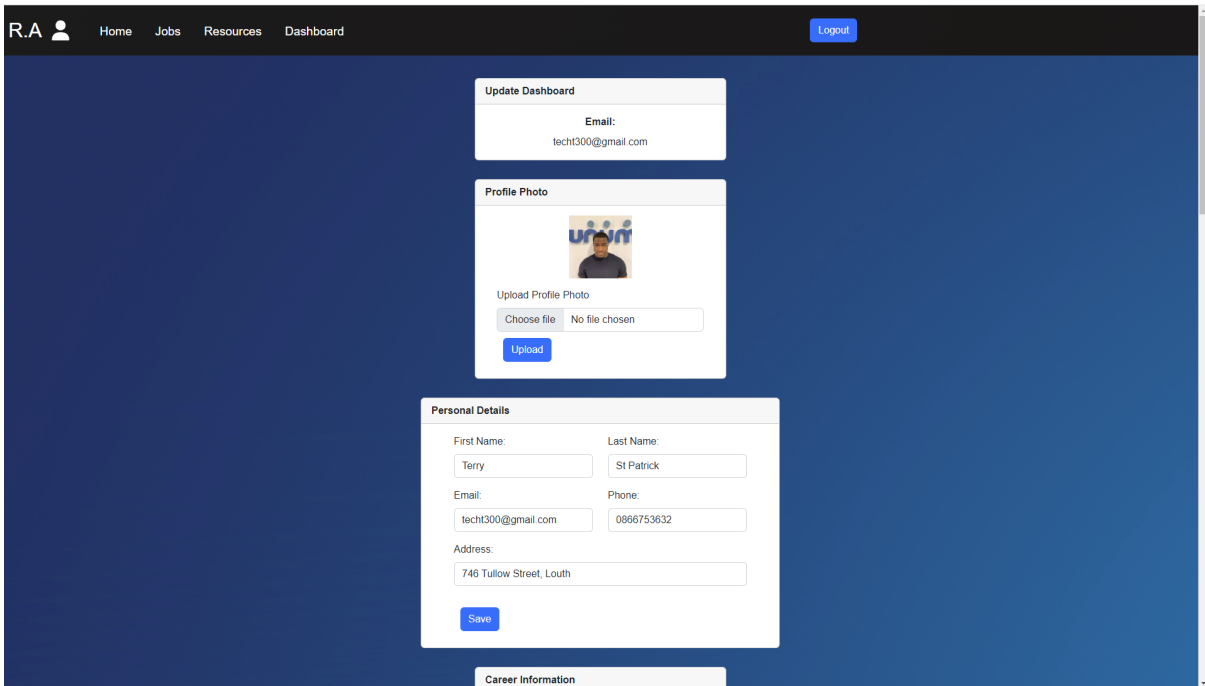 R.A Home Jobs Resources Dashboard Logout
Update Dashboard
Email:
techt300@gmail.com
Profile Photo
unum
Upload Profile Photo
Choose file No file chosen
Upload
Personal Details
First Name: Last Name:
Terry St Patrick
Email: Phone:
techt300@gmail.com 0866753632
Address:
746 Tullow Street, Louth
Save
Career Information